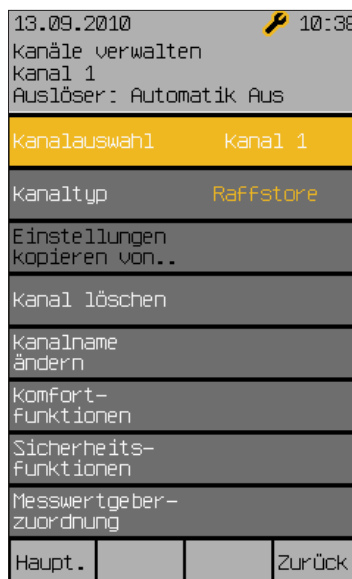 13.09.2010 10:38
Kanäle verwalten
Kanal 1
Auslöser: Automatik Aus
Kanalauswahl Kanal 1
Kanaltyp Raffstore
Einstellungen
kopieren von..
Kanal löschen
Kanalname
ändern
Komfort-
funktionen
Sicherheits-
funktionen
Messwertgeber-
zuordnung
Haupt. Zurück